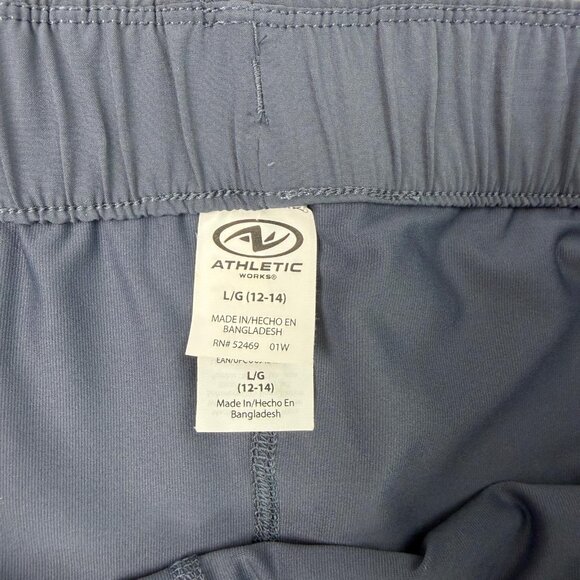 ATHLETIC
WORKS®
L/G (12-14)
MADE IN/HECHO EN
BANGLADESH
RN# 52469 01W
L/G
(12-14)
Made In/Hecho En
Bangladesh